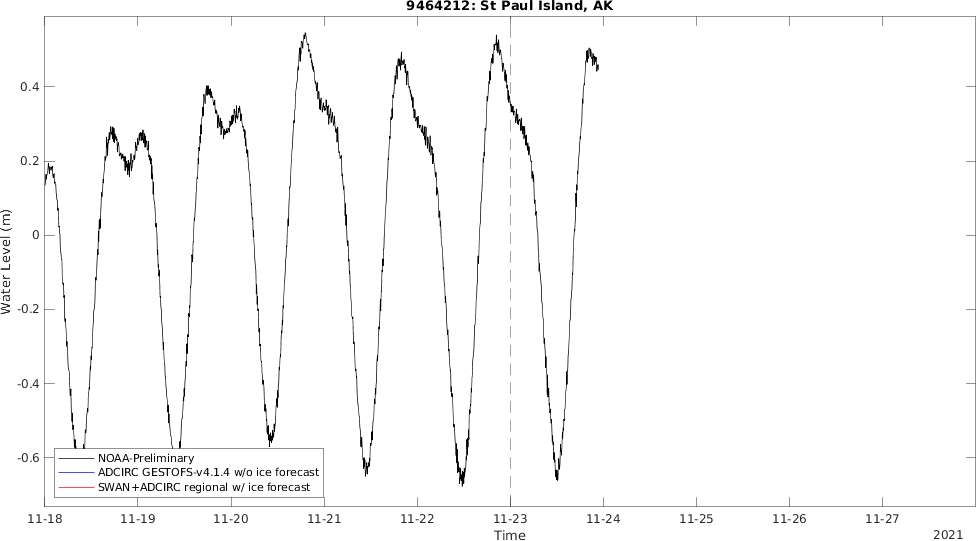 9464212: St Paul Island, AK
0.4
0.2
0
-0.2
-0.4
-0.6
Water Level (m)
NOAA-Preliminary
ADCIRC GESTOFS-v4.1.4 w/o ice forecast
SWAN+ADCIRC regional w/ ice forecast
11-18 11-19 11-20 11-21 11-22 11-23 11-24 11-25 11-26 11-27
Time
2021